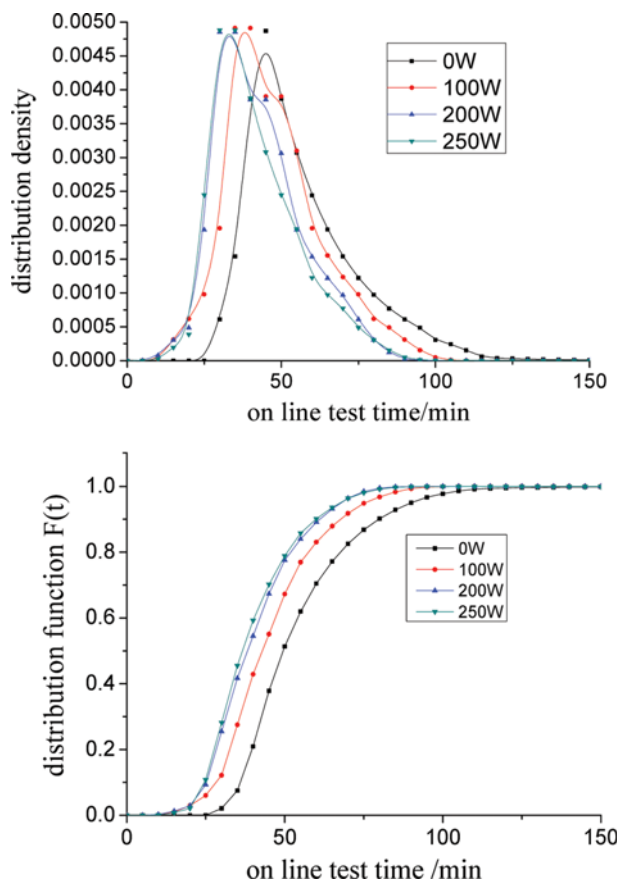 0.0050
0.0045
0.0040
0.0035
0.0030
0.0025
0.0020
0.0015
0.0010
0.0005
0.0000
distribution density
0W
100W
200W
250W
0 50 100 150
on line test time/min
1.0
0.8
0.6
0.4
0.2
0.0
distribution function F(t)
0W
100W
200W
250W
0 50 100 150
on line test time /min